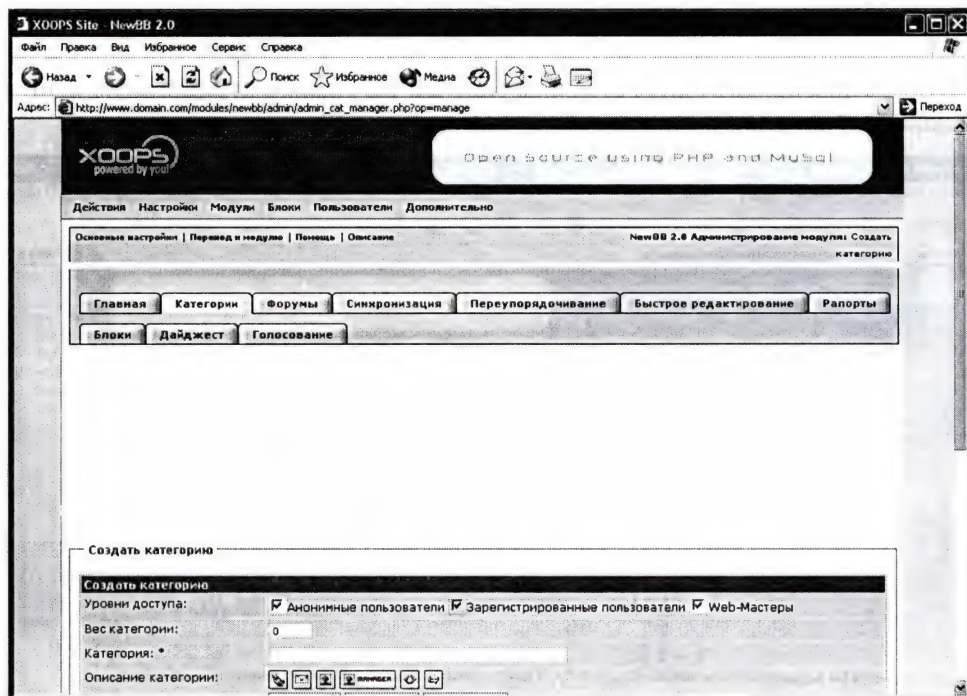 XOOPS Site - NewBB 2.0
Файл Правка Вид Избранное Сервис Справка
Назад Поиск Избранное Медиа
Адрес: http://www.domain.com/modules/newbb/admin/admin_cat_manager.php?op=manage Переход
XOOPS
powered by you!
Open Source using PHP and MySql
Действия Настройки Модули Блоки Пользователи Дополнительно
Основные настройки | Переход к модулю | Помощь | Описание
NewBB 2.0 Администрирование модуля: Создать
категорию
Главная Категории Форумы Синхронизация Переупорядочивание Быстрое редактирование Рапорты
Блоки Дайджест Голосование
Создать категорию
Создать категорию
Уровни доступа: Анонимные пользователи Зарегистрированные пользователи Web-Мастеры
Вес категории: 0
Категория: *
Описание категории: MANAGER